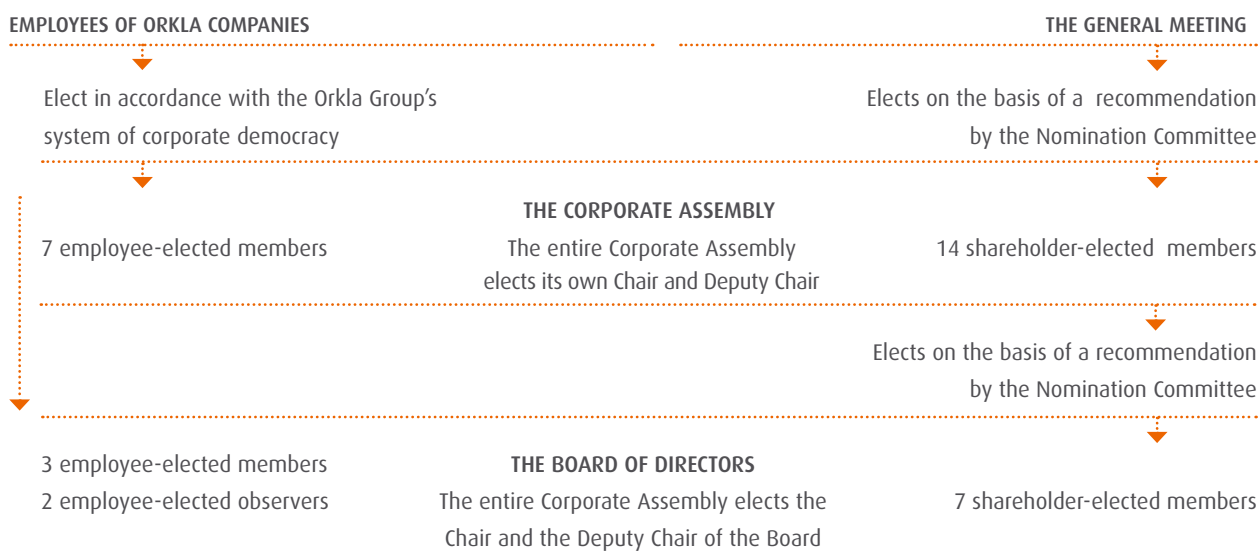 EMPLOYEES OF ORKLA COMPANIES
THE GENERAL MEETING
Elect in accordance with the Orkla Group's
system of corporate democracy
Elects on the basis of a recommendation
by the Nomination Committee
THE CORPORATE ASSEMBLY
7 employee-elected members
The entire Corporate Assembly
elects its own Chair and Deputy Chair
14 shareholder-elected members
Elects on the basis of a recommendation
by the Nomination Committee
3 employee-elected members
2 employee-elected observers
THE BOARD OF DIRECTORS
The entire Corporate Assembly elects the
Chair and the Deputy Chair of the Board
7 shareholder-elected members